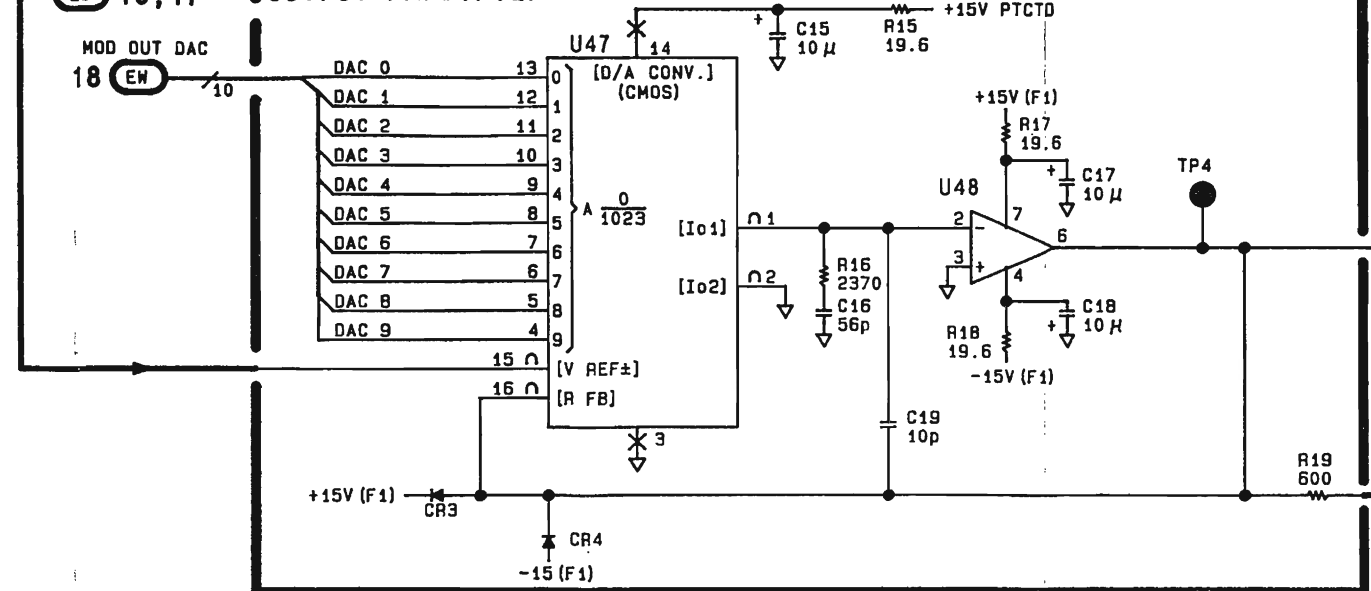 MOD OUT DAC
18 EW
10
DAC 0 13 0
DAC 1 12 1
DAC 2 11 2
DAC 3 10 3
DAC 4 9 4
DAC 5 8 5
DAC 6 7 6
DAC 7 6 7
DAC 8 5 8
DAC 9 4 9
15 [V REF±]
16 [R FB]
U47
14
[D/A CONV.]
(CMOS)
A 0
1023
[Io1] 1
[Io2] 2
3
+ C15
10 μ
R15
19.6
+15V PTCTD
+15V (F1)
R17
19.6
+ C17
10 μ
U48
7
2 -
3 +
6
4
TP4
R16
2370
C16
56p
R18
19.6
-15V (F1)
C18
+ 10 μ
C19
10p
R19
600
+15V (F1)
CR3
CR4
-15 (F1)